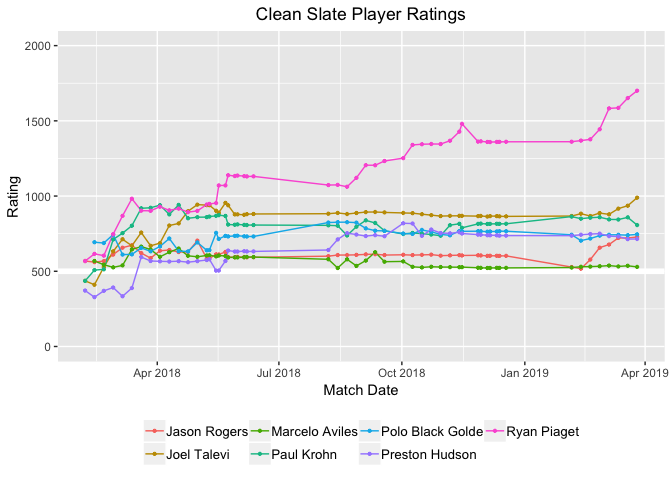 Clean Slate Player Ratings
2000
1500
1000
500
0
Rating
Apr 2018 Jul 2018 Oct 2018 Jan 2019 Apr 2019
Match Date
Jason Rogers Marcelo Aviles Polo Black Golde Ryan Piaget
Joel Talevi Paul Krohn Preston Hudson